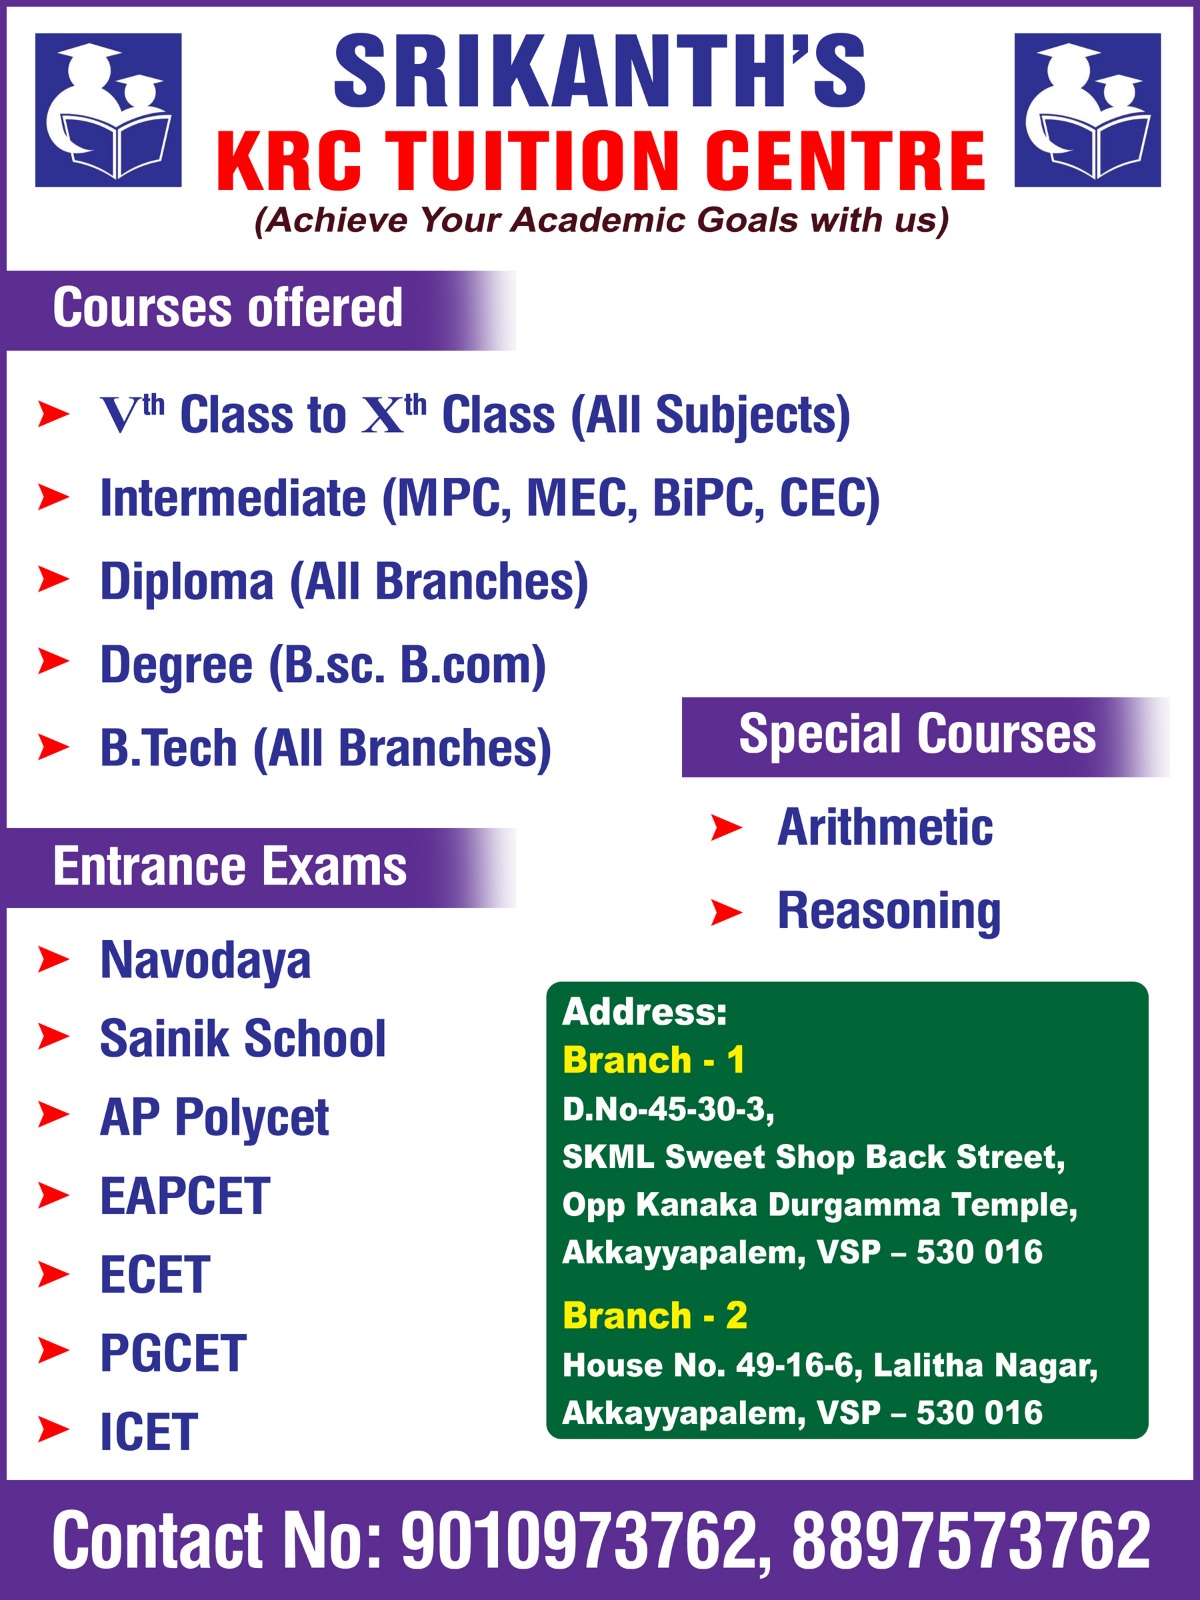 SRIKANTH'S
KRC TUITION CENTRE
(Achieve Your Academic Goals with us)
Courses offered
Vth Class to Xth Class (All Subjects)
Intermediate (MPC, MEC, BiPC, CEC)
Diploma (All Branches)
Degree (B.sc. B.com)
B.Tech (All Branches)
Special Courses
Arithmetic
Reasoning
Entrance Exams
Navodaya
Sainik School
AP Polycet
EAPCET
ECET
PGCET
ICET
Address:
Branch - 1
D.No-45-30-3,
SKML Sweet Shop Back Street,
Opp Kanaka Durgamma Temple,
Akkayyapalem, VSP – 530 016
Branch - 2
House No. 49-16-6, Lalitha Nagar,
Akkayyapalem, VSP – 530 016
Contact No: 9010973762, 8897573762